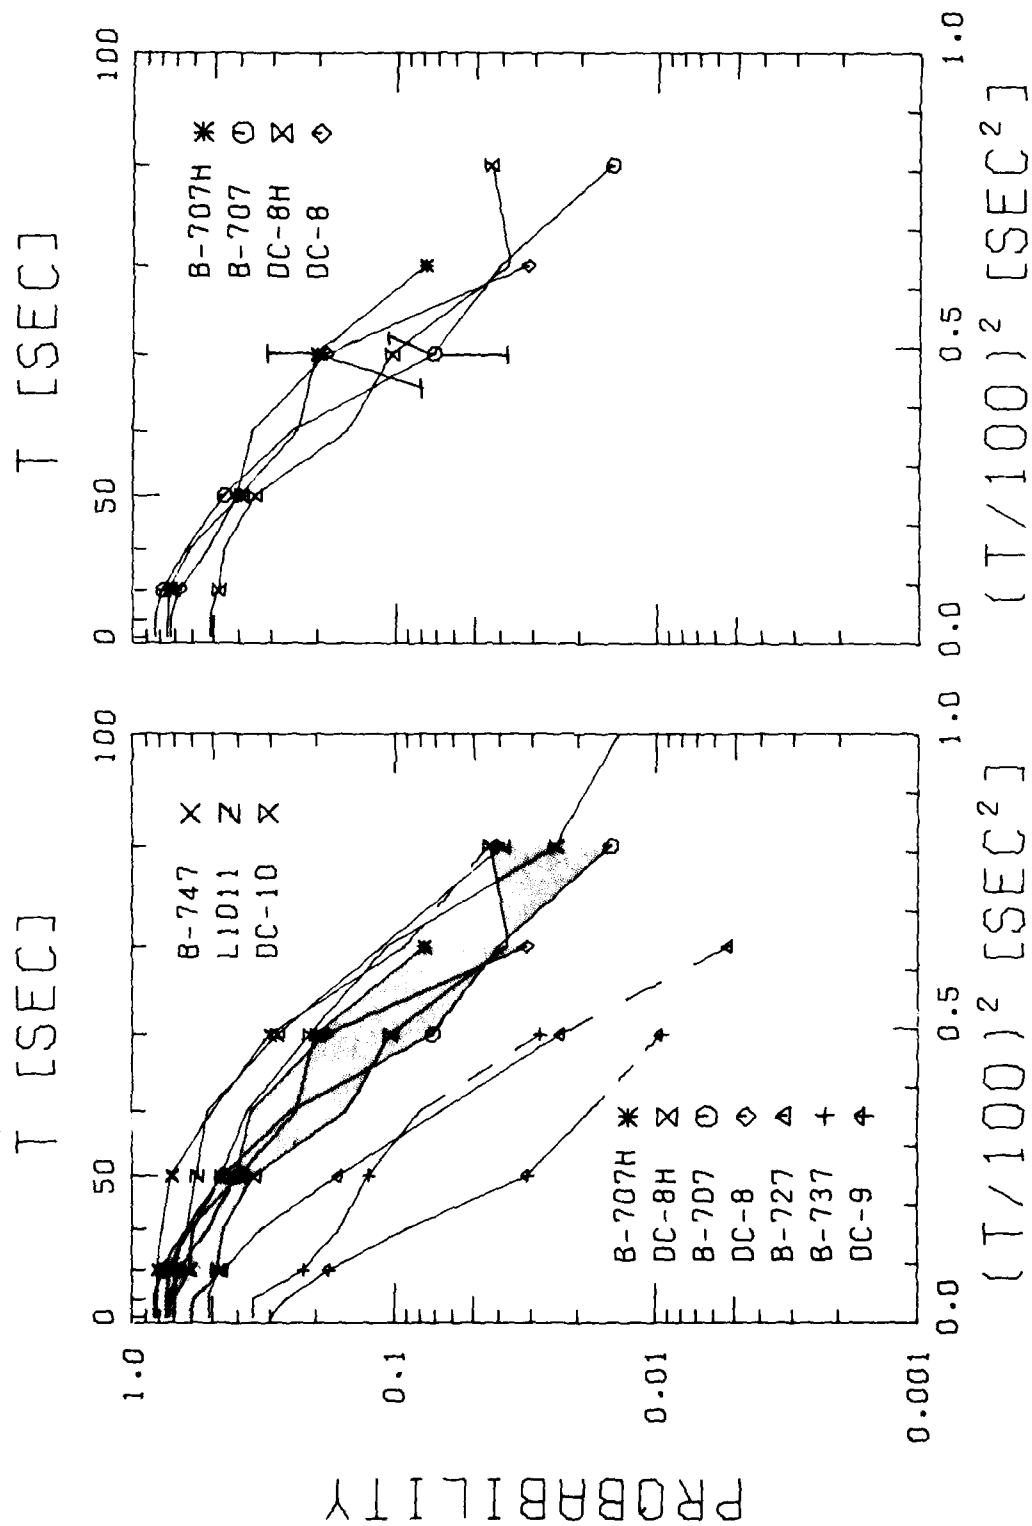 T [SEC]
0
50
100
B-747
L1011
DC-10
B-707H
DC-8H
B-707
DC-8
B-727
B-737
DC-9
PROBABILITY
1.0
0.1
0.01
0.001
0.0
0.5
1.0
(T/100)² [SEC²]
T [SEC]
0
50
100
B-707H
B-707
DC-8H
DC-8
0.0
0.5
1.0
(T/100)² [SEC²]